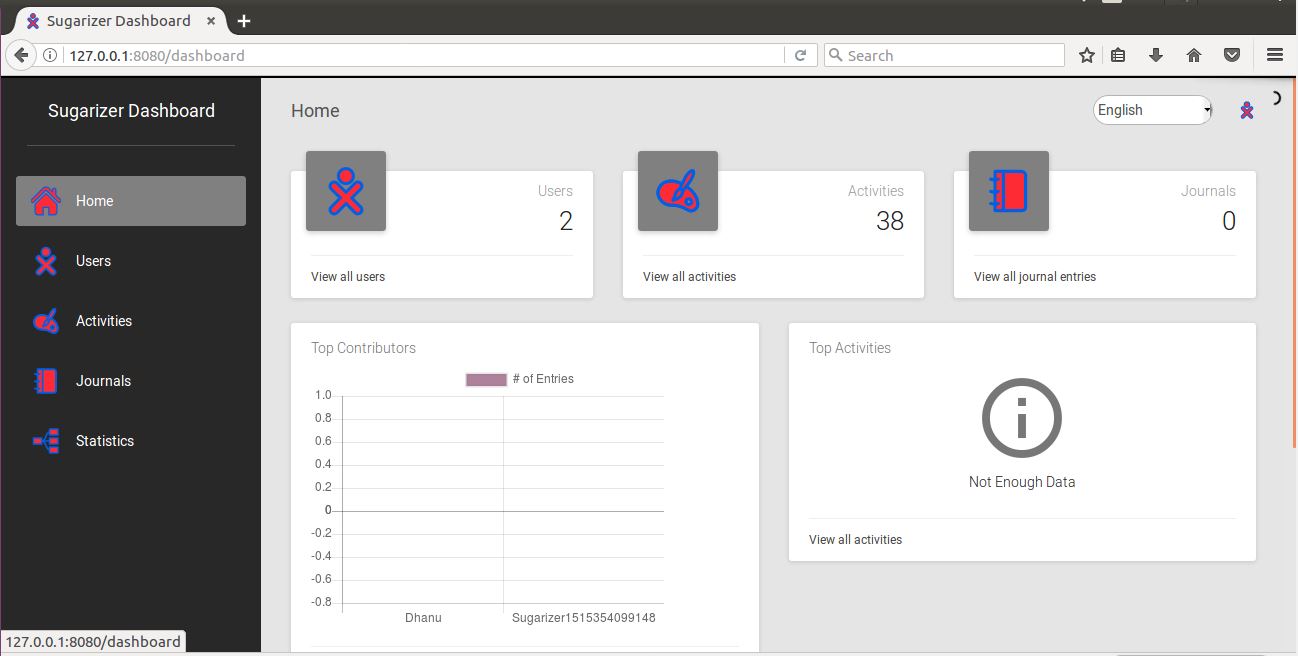 Sugarizer Dashboard
127.0.0.1:8080/dashboard
Search
Sugarizer Dashboard
Home
Users
Activities
Journals
Statistics
Home
English
Users
2
View all users
Activities
38
View all activities
Journals
0
View all journal entries
Top Contributors
# of Entries
1.0
0.8
0.6
0.4
0.2
0
-0.2
-0.4
-0.6
-0.8
Dhanu Sugarizer1515354099148
Top Activities
Not Enough Data
View all activities
127.0.0.1:8080/dashboard